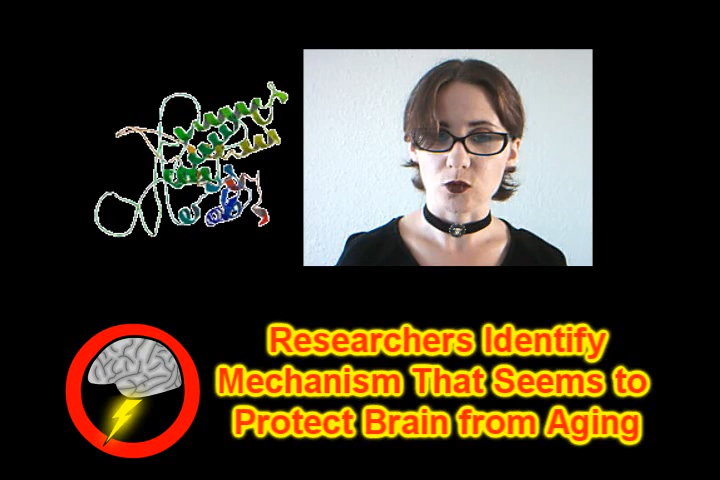 Researchers Identify
Mechanism That Seems to
Protect Brain from Aging